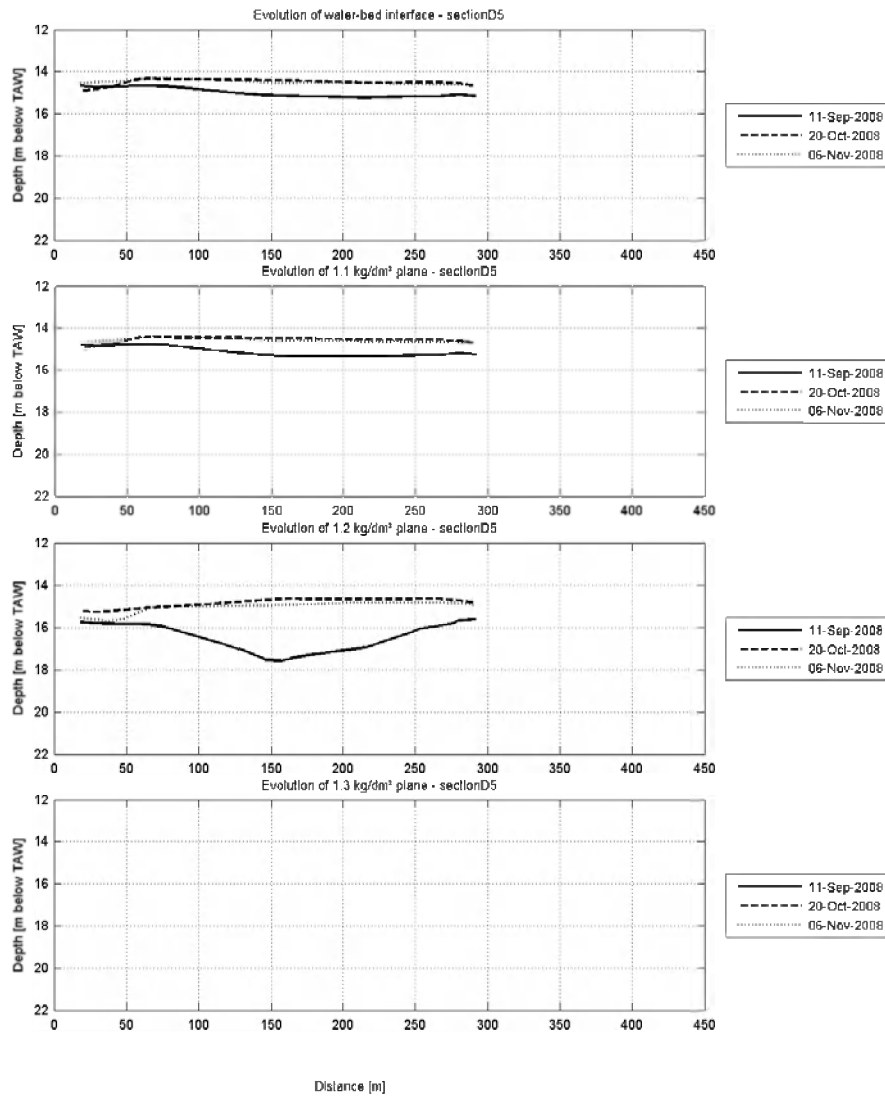 Evolution of water-bed interface - sectionD5
Depth [m below TAW]
12
14
16
18
20
22
0 50 100 150 200 250 300 350 400 450
11-Sep-2008
20-Oct-2008
06-Nov-2008
Evolution of 1.1 kg/dm³ plane - sectionD5
Depth [m below TAW]
12
14
16
18
20
22
0 50 100 150 200 250 300 350 400 450
11-Sep-2008
20-Oct-2008
06-Nov-2008
Evolution of 1.2 kg/dm³ plane - sectionD5
Depth [m below TAW]
12
14
16
18
20
22
0 50 100 150 200 250 300 350 400 450
11-Sep-2008
20-Oct-2008
06-Nov-2008
Evolution of 1.3 kg/dm³ plane - sectionD5
Depth [m below TAW]
12
14
16
18
20
22
0 50 100 150 200 250 300 350 400 450
11-Sep-2008
20-Oct-2008
06-Nov-2008
Distance [m]